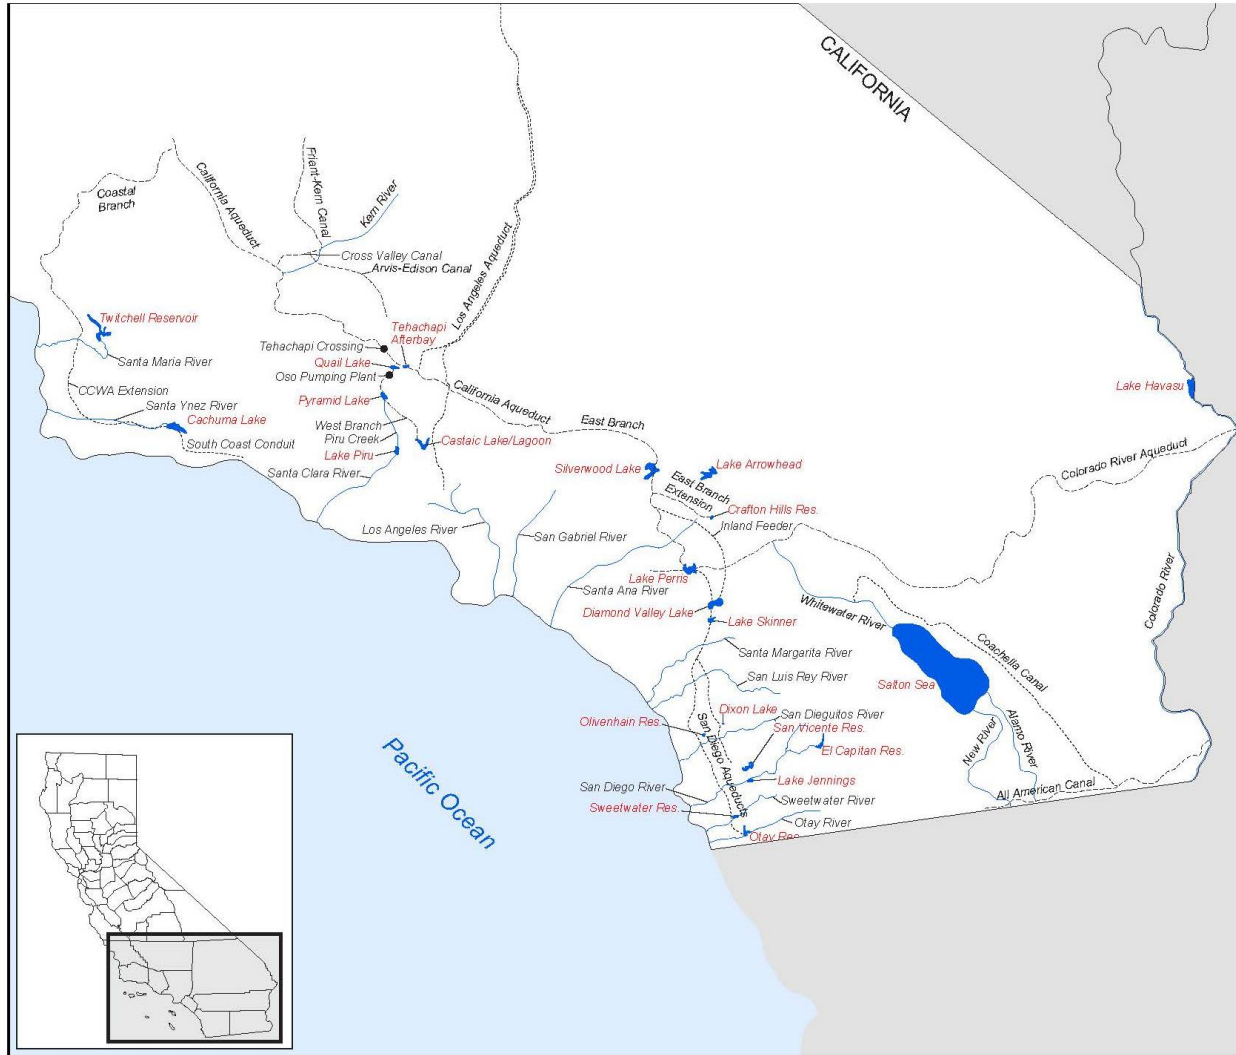 CALIFORNIA
Coastal
Branch
California Aqueduct
Friant-Kern Canal
Kern River
Cross Valley Canal
Arvis-Edison Canal
Los Angeles Aqueduct
Twitchell Reservoir
Santa Maria River
Tehachapi
Afterbay
Tehachapi Crossing
Quail Lake
Oso Pumping Plant
Lake Havasu
CCWA Extension
Santa Ynez River
Cachuma Lake
South Coast Conduit
Pyramid Lake
California Aqueduct
East Branch
West Branch
Piru Creek
Castaic Lake/Lagoon
Lake Piru
Santa Clara River
Silverwood Lake
Lake Arrowhead
Colorado River Aqueduct
East Branch
Extension
Crafton Hills Res.
Inland Feeder
Los Angeles River
San Gabriel River
Lake Perris
Santa Ana River
Diamond Valley Lake
Lake Skinner
Whitewater River
Colorado River
Santa Margarita River
Coachella Canal
San Luis Rey River
Salton Sea
Dixon Lake
San Dieguitos River
Olivenhain Res.
San Vicente Res.
El Capitan Res.
San Diego Aqueducts
New River
Alamo River
Pacific Ocean
San Diego River
Lake Jennings
All American Canal
Sweetwater Res.
Sweetwater River
Otay River
Otay Res